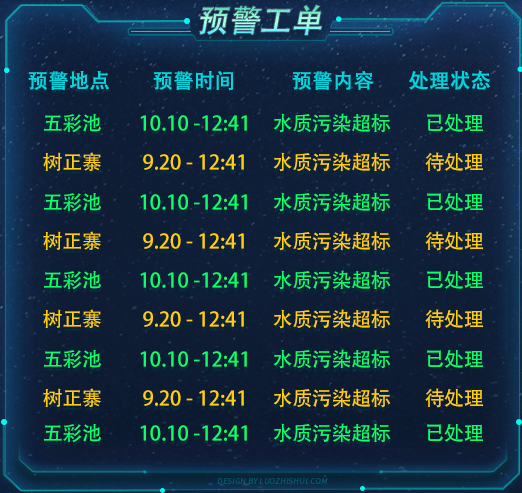 预警工单
预警地点 预警时间 预警内容 处理状态
五彩池 10.10 -12:41 水质污染超标 已处理
树正寨 9.20 - 12:41 水质污染超标 待处理
五彩池 10.10 -12:41 水质污染超标 已处理
树正寨 9.20 - 12:41 水质污染超标 待处理
五彩池 10.10 -12:41 水质污染超标 已处理
树正寨 9.20 - 12:41 水质污染超标 待处理
五彩池 10.10 -12:41 水质污染超标 已处理
树正寨 9.20 - 12:41 水质污染超标 待处理
五彩池 10.10 -12:41 水质污染超标 已处理
DESIGN BY LUOZHISHUI.COM